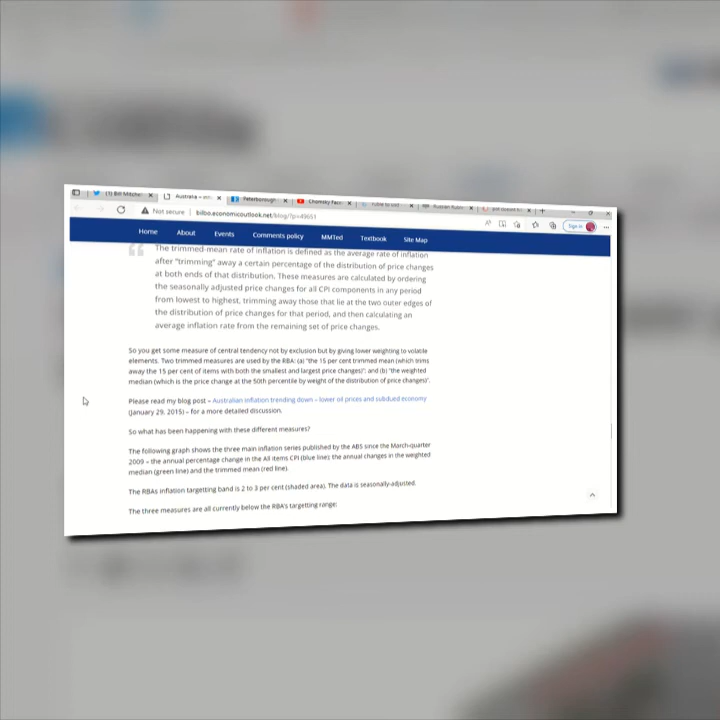 (1) Bill Mitchell
Australia –
Peterborough
Chomsky
Not secure
bilbo.economicoutlook.net/blog/?p=49651
Sign in
Home About Events Comments policy MMTed Textbook Site Map
The trimmed-mean rate of inflation is defined as the average rate of inflation
after "trimming" away a certain percentage of the distribution of price changes
at both ends of that distribution. These measures are calculated by ordering
the seasonally adjusted price changes for all CPI components in any period
from lowest to highest, trimming away those that lie at the two outer edges of
the distribution of price changes for that period, and then calculating an
average inflation rate from the remaining set of price changes.
So you get some measure of central tendency not by exclusion but by giving lower weighting to volatile
elements. Two trimmed measures are used by the RBA: (a) "the 15 per cent trimmed mean (which trims
away the 15 per cent of items with both the smallest and largest price changes)"; and (b) "the weighted
median (which is the price change at the 50th percentile by weight of the distribution of price changes)".
Please read my blog post – Australian inflation trending down – lower oil prices and subdued economy
(January 29, 2015) – for a more detailed discussion.
So what has been happening with these different measures?
The following graph shows the three main inflation series published by the ABS since the March-quarter
2009 – the annual percentage change in the All items CPI (blue line); the annual changes in the weighted
median (green line) and the trimmed mean (red line).
The RBAs inflation targetting band is 2 to 3 per cent (shaded area). The data is seasonally-adjusted.
The three measures are all currently below the RBA's targetting range: